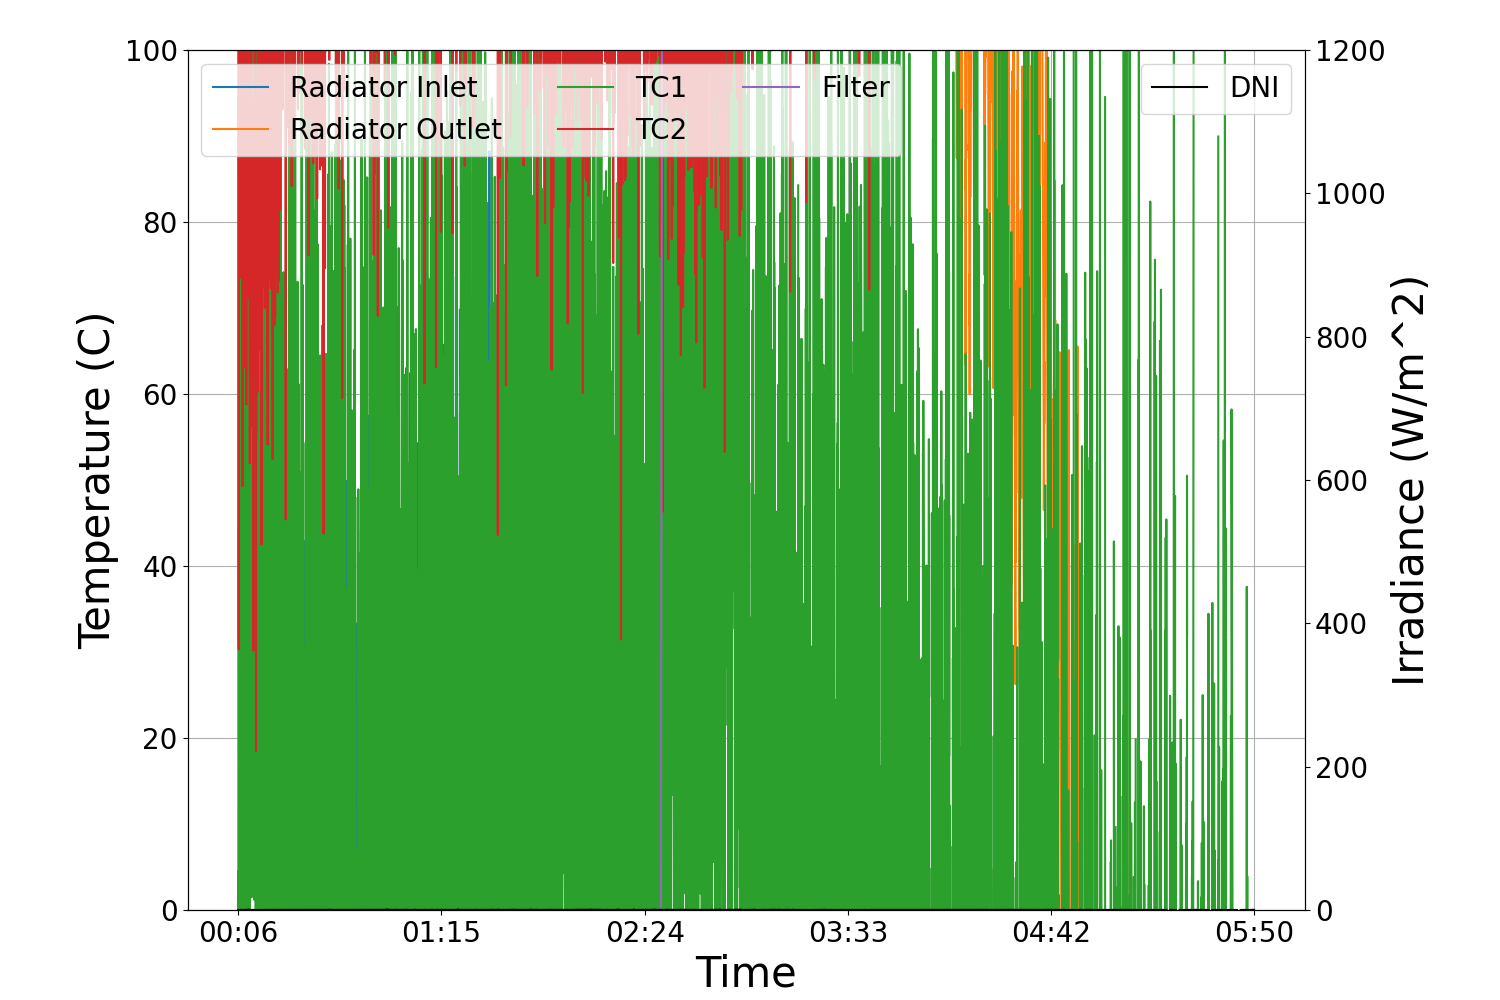 100
80
60
40
20
0
Temperature (C)
Radiator Inlet
Radiator Outlet
TC1
TC2
Filter
DNI
1200
1000
800
600
400
200
0
Irradiance (W/m^2)
00:06 01:15 02:24 03:33 04:42 05:50
Time